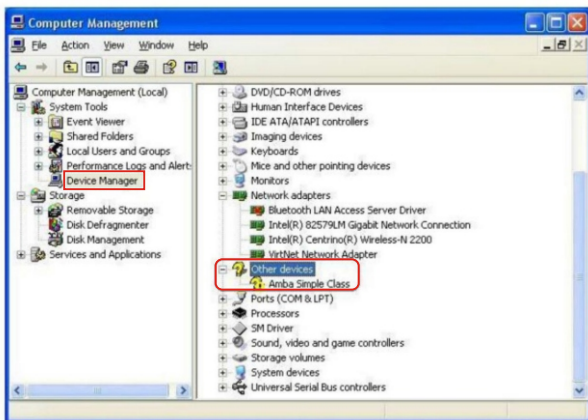 Computer Management
File Action View Window Help
Computer Management (Local)
System Tools
Event Viewer
Shared Folders
Local Users and Groups
Performance Logs and Alert:
Device Manager
Storage
Removable Storage
Disk Defragmenter
Disk Management
Services and Applications
DVD/CD-ROM drives
Human Interface Devices
IDE ATA/ATAPI controllers
Imaging devices
Keyboards
Mice and other pointing devices
Monitors
Network adapters
Bluetooth LAN Access Server Driver
Intel(R) 82579LM Gigabit Network Connection
Intel(R) Centrino(R) Wireless-N 2200
VirtNet Network Adapter
Other devices
Amba Simple Class
Ports (COM & LPT)
Processors
SM Driver
Sound, video and game controllers
Storage volumes
System devices
Universal Serial Bus controllers